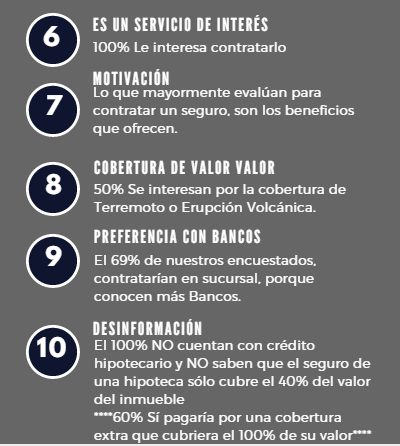 6
ES UN SERVICIO DE INTERÉS
100% Le interesa contratarlo
7
MOTIVACIÓN
Lo que mayormente evalúan para
contratar un seguro, son los beneficios
que ofrecen.
8
COBERTURA DE VALOR VALOR
50% Se interesan por la cobertura de
Terremoto o Erupción Volcánica.
9
PREFERENCIA CON BANCOS
El 69% de nuestros encuestados,
contratarían en sucursal, porque
conocen más Bancos.
10
DESINFORMACIÓN
El 100% NO cuentan con crédito
hipotecario y NO saben que el seguro de
una hipoteca sólo cubre el 40% del valor
del inmueble
****60% Sí pagaría por una cobertura
extra que cubriera el 100% de su valor****